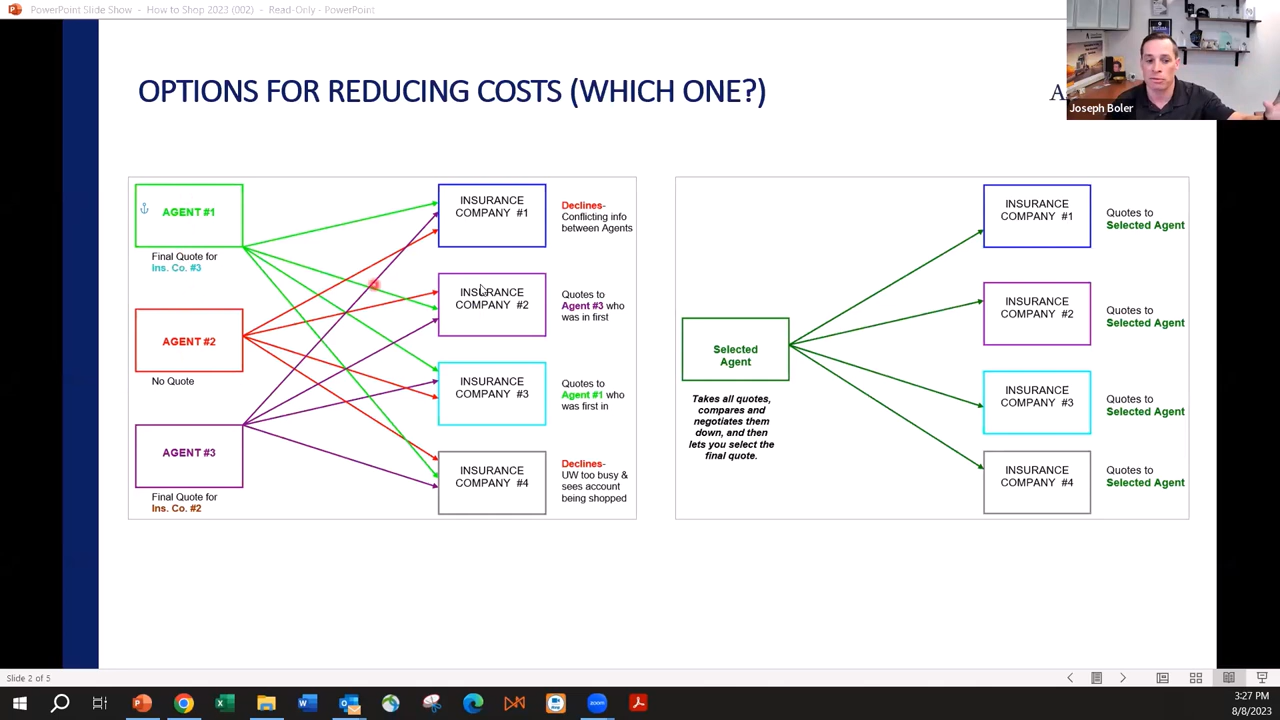 PowerPoint Slide Show - How to Shop 2023 (002) - Read-Only - PowerPoint
OPTIONS FOR REDUCING COSTS (WHICH ONE?)
A
Joseph Boler
AGENT #1
Final Quote for
Ins. Co. #3
AGENT #2
No Quote
AGENT #3
Final Quote for
Ins. Co. #2
INSURANCE
COMPANY #1
Declines-
Conflicting info
between Agents
INSURANCE
COMPANY #2
Quotes to
Agent #3 who
was in first
INSURANCE
COMPANY #3
Quotes to
Agent #1 who
was first in
INSURANCE
COMPANY #4
Declines-
UW too busy &
sees account
being shopped
Selected
Agent
Takes all quotes,
compares and
negotiates them
down, and then
lets you select the
final quote.
INSURANCE
COMPANY #1
Quotes to
Selected Agent
INSURANCE
COMPANY #2
Quotes to
Selected Agent
INSURANCE
COMPANY #3
Quotes to
Selected Agent
INSURANCE
COMPANY #4
Quotes to
Selected Agent
Slide 2 of 5
3:27 PM
8/8/2023